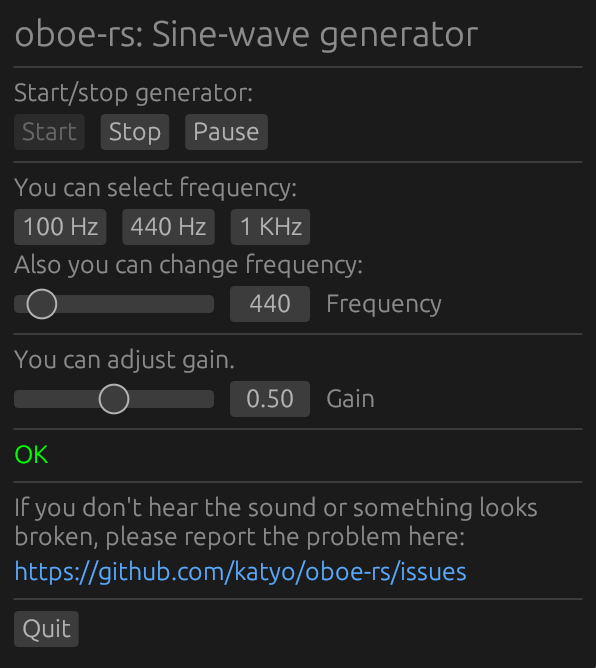 oboe-rs: Sine-wave generator
Start/stop generator:
Start Stop Pause
You can select frequency:
100 Hz 440 Hz 1 KHz
Also you can change frequency:
440 Frequency
You can adjust gain.
0.50 Gain
OK
If you don't hear the sound or something looks
broken, please report the problem here:
https://github.com/katyo/oboe-rs/issues
Quit